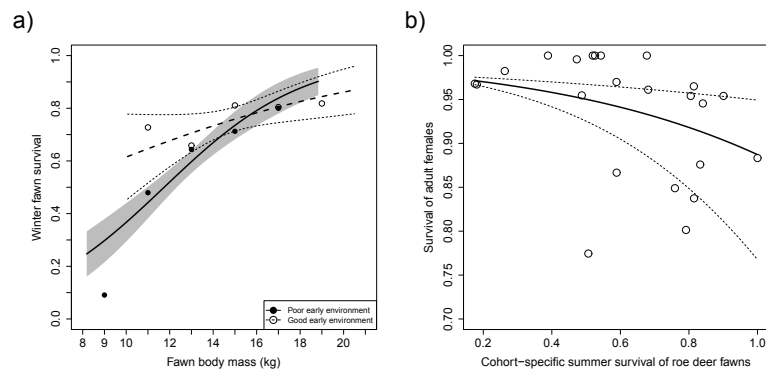 a)
Winter fawn survival
0.0
0.2
0.4
0.6
0.8
1.0
8 9 10 11 12 13 14 15 16 17 18 19 20
Fawn body mass (kg)
Poor early environment
Good early environment
b)
Survival of adult females
0.70
0.75
0.80
0.85
0.90
0.95
1.00
0.2 0.4 0.6 0.8 1.0
Cohort−specific summer survival of roe deer fawns